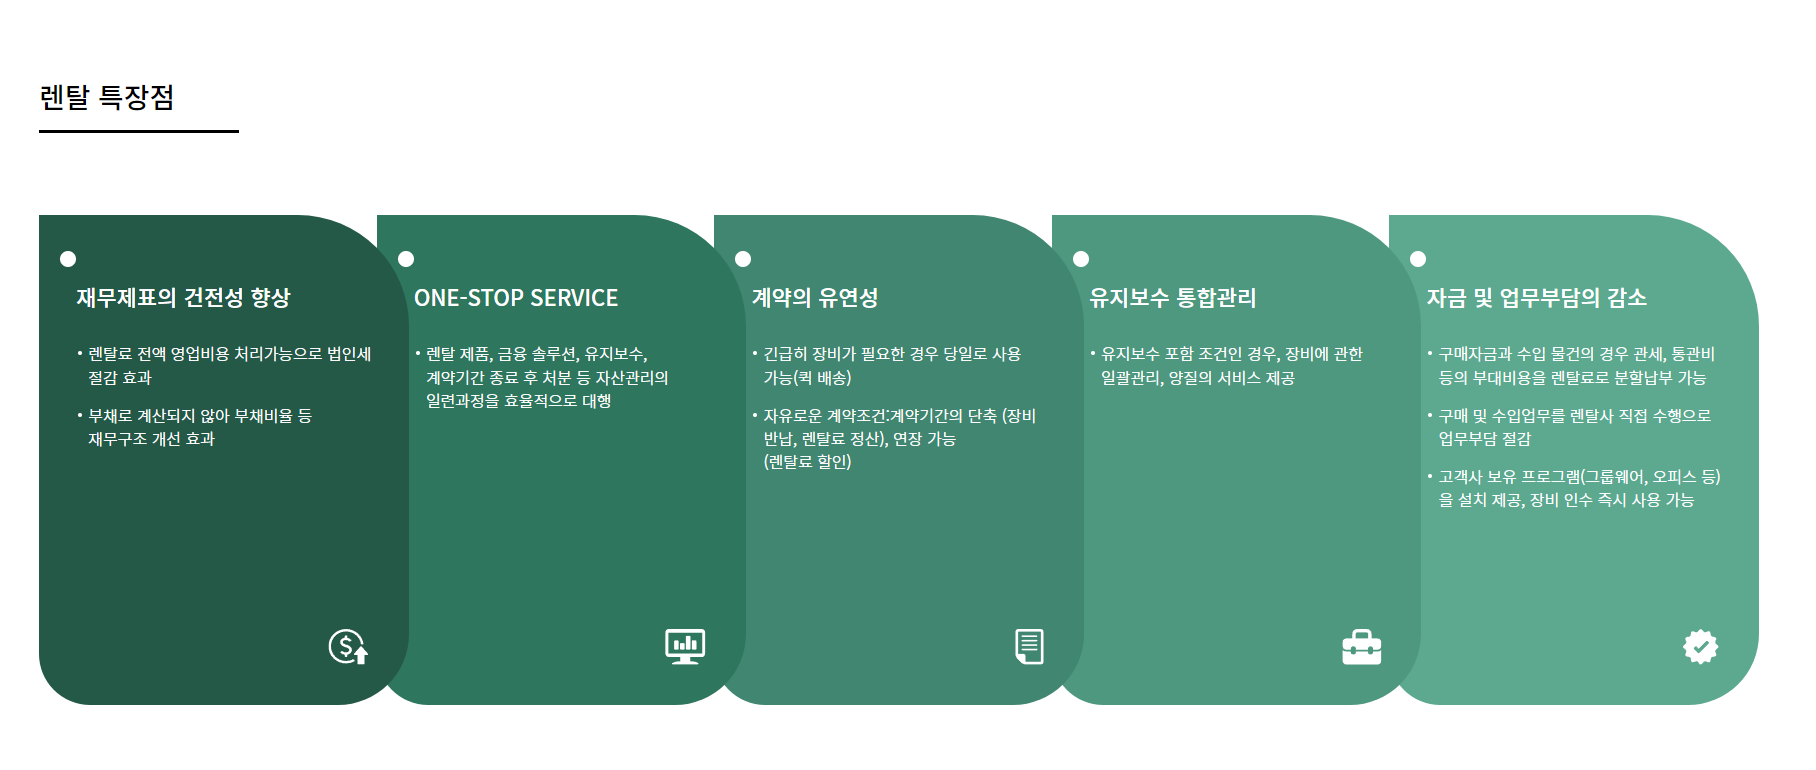 렌탈 특장점
재무제표의 건전성 향상
• 렌탈료 전액 영업비용 처리가능으로 법인세
절감 효과
• 부채로 계산되지 않아 부채비율 등
재무구조 개선 효과
ONE-STOP SERVICE
• 렌탈 제품, 금융 솔루션, 유지보수,
계약기간 종료 후 처분 등 자산관리의
일련과정을 효율적으로 대행
계약의 유연성
• 긴급히 장비가 필요한 경우 당일로 사용
가능(퀵 배송)
• 자유로운 계약조건:계약기간의 단축 (장비
반납, 렌탈료 정산), 연장 가능
(렌탈료 할인)
유지보수 통합관리
• 유지보수 포함 조건인 경우, 장비에 관한
일괄관리, 양질의 서비스 제공
자금 및 업무부담의 감소
• 구매자금과 수입 물건의 경우 관세, 통관비
등의 부대비용을 렌탈료로 분할납부 가능
• 구매 및 수입업무를 렌탈사 직접 수행으로
업무부담 절감
• 고객사 보유 프로그램(그룹웨어, 오피스 등)
을 설치 제공, 장비 인수 즉시 사용 가능